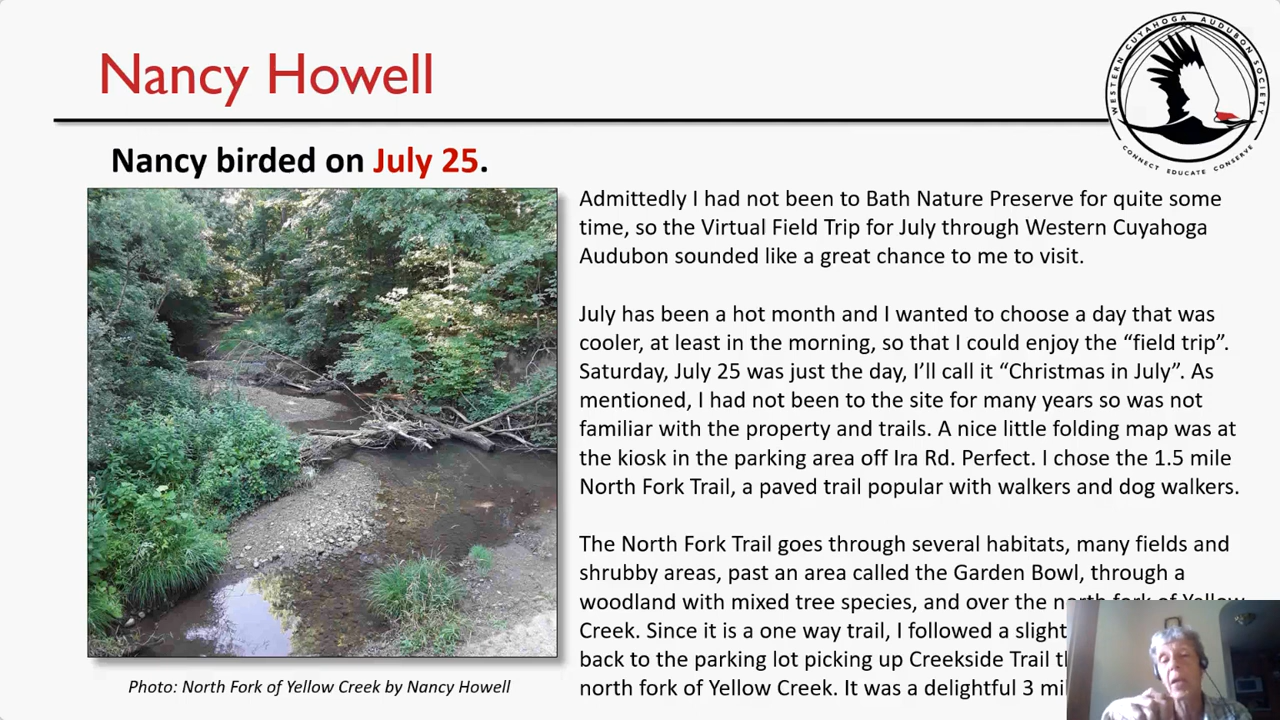 Nancy Howell
WESTERN CUYAHOGA AUDUBON SOCIETY
CONNECT EDUCATE CONSERVE
Nancy birded on July 25.
Admittedly I had not been to Bath Nature Preserve for quite some
time, so the Virtual Field Trip for July through Western Cuyahoga
Audubon sounded like a great chance to me to visit.
July has been a hot month and I wanted to choose a day that was
cooler, at least in the morning, so that I could enjoy the “field trip”.
Saturday, July 25 was just the day, I’ll call it “Christmas in July”. As
mentioned, I had not been to the site for many years so was not
familiar with the property and trails. A nice little folding map was at
the kiosk in the parking area off Ira Rd. Perfect. I chose the 1.5 mile
North Fork Trail, a paved trail popular with walkers and dog walkers.
The North Fork Trail goes through several habitats, many fields and
shrubby areas, past an area called the Garden Bowl, through a
woodland with mixed tree species, and over the north fork of Yellow
Creek. Since it is a one way trail, I followed a slight
back to the parking lot picking up Creekside Trail
north fork of Yellow Creek. It was a delightful 3
Photo: North Fork of Yellow Creek by Nancy Howell